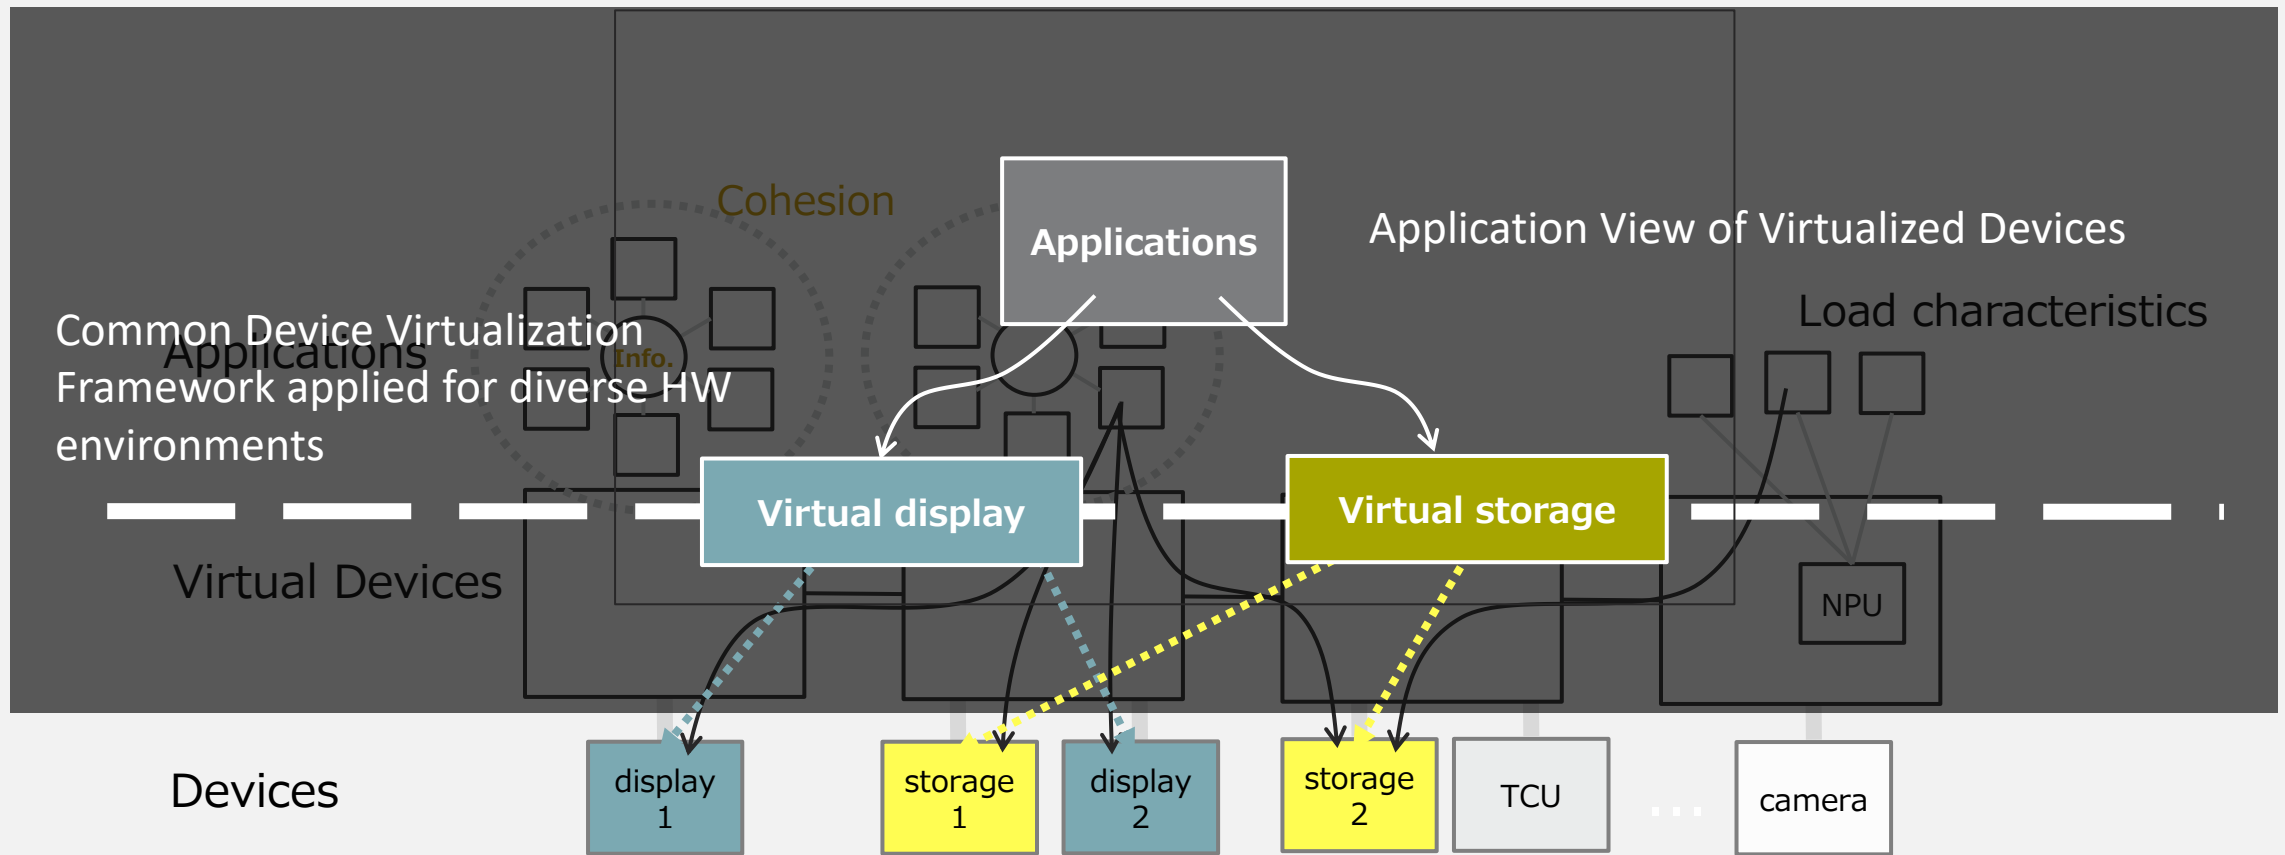 Cohesion
Applications
Application View of Virtualized Devices
Load characteristics
Common Device Virtualization
Applications
Info.
Framework applied for diverse HW
environments
Virtual display
Virtual storage
Virtual Devices
NPU
Devices
display
1
storage
1
display
2
storage
2
TCU
...
camera